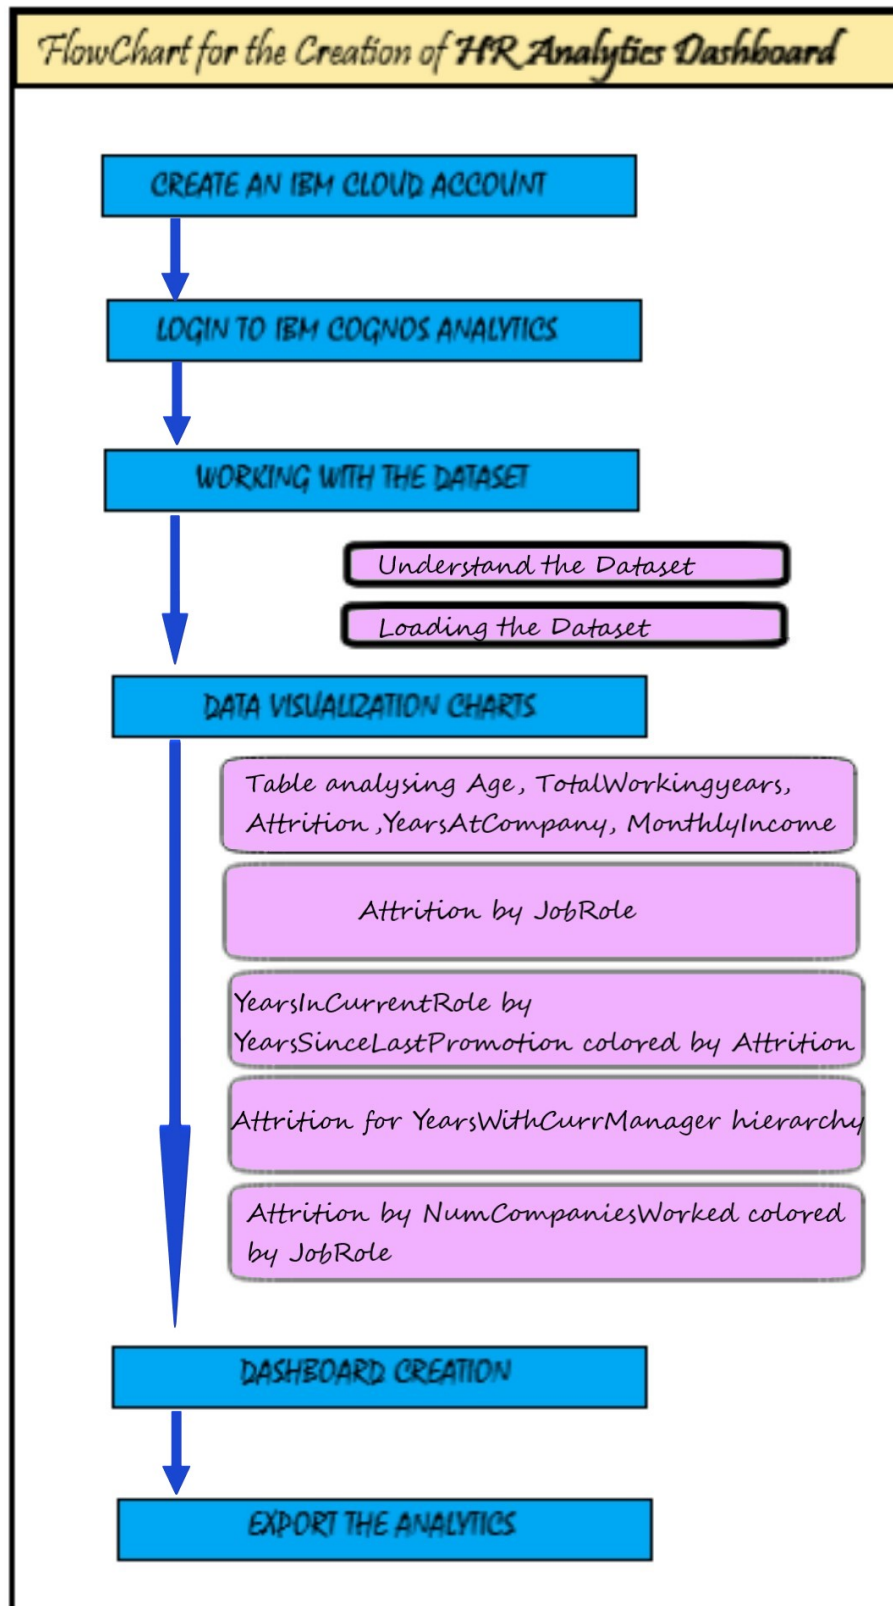 FlowChart for the Creation of HR Analytics Dashboard
CREATE AN IBM CLOUD ACCOUNT
LOGIN TO IBM COGNOS ANALYTICS
WORKING WITH THE DATASET
Understand the Dataset
Loading the Dataset
DATA VISUALIZATION CHARTS
Table analysing Age, TotalWorkingyears,
Attrition ,YearsAtCompany, MonthlyIncome
Attrition by JobRole
YearsInCurrentRole by
YearsSinceLastPromotion colored by Attrition
Attrition for YearsWithCurrManager hierarchy
Attrition by NumCompaniesWorked colored
by JobRole
DASHBOARD CREATION
EXPORT THE ANALYTICS